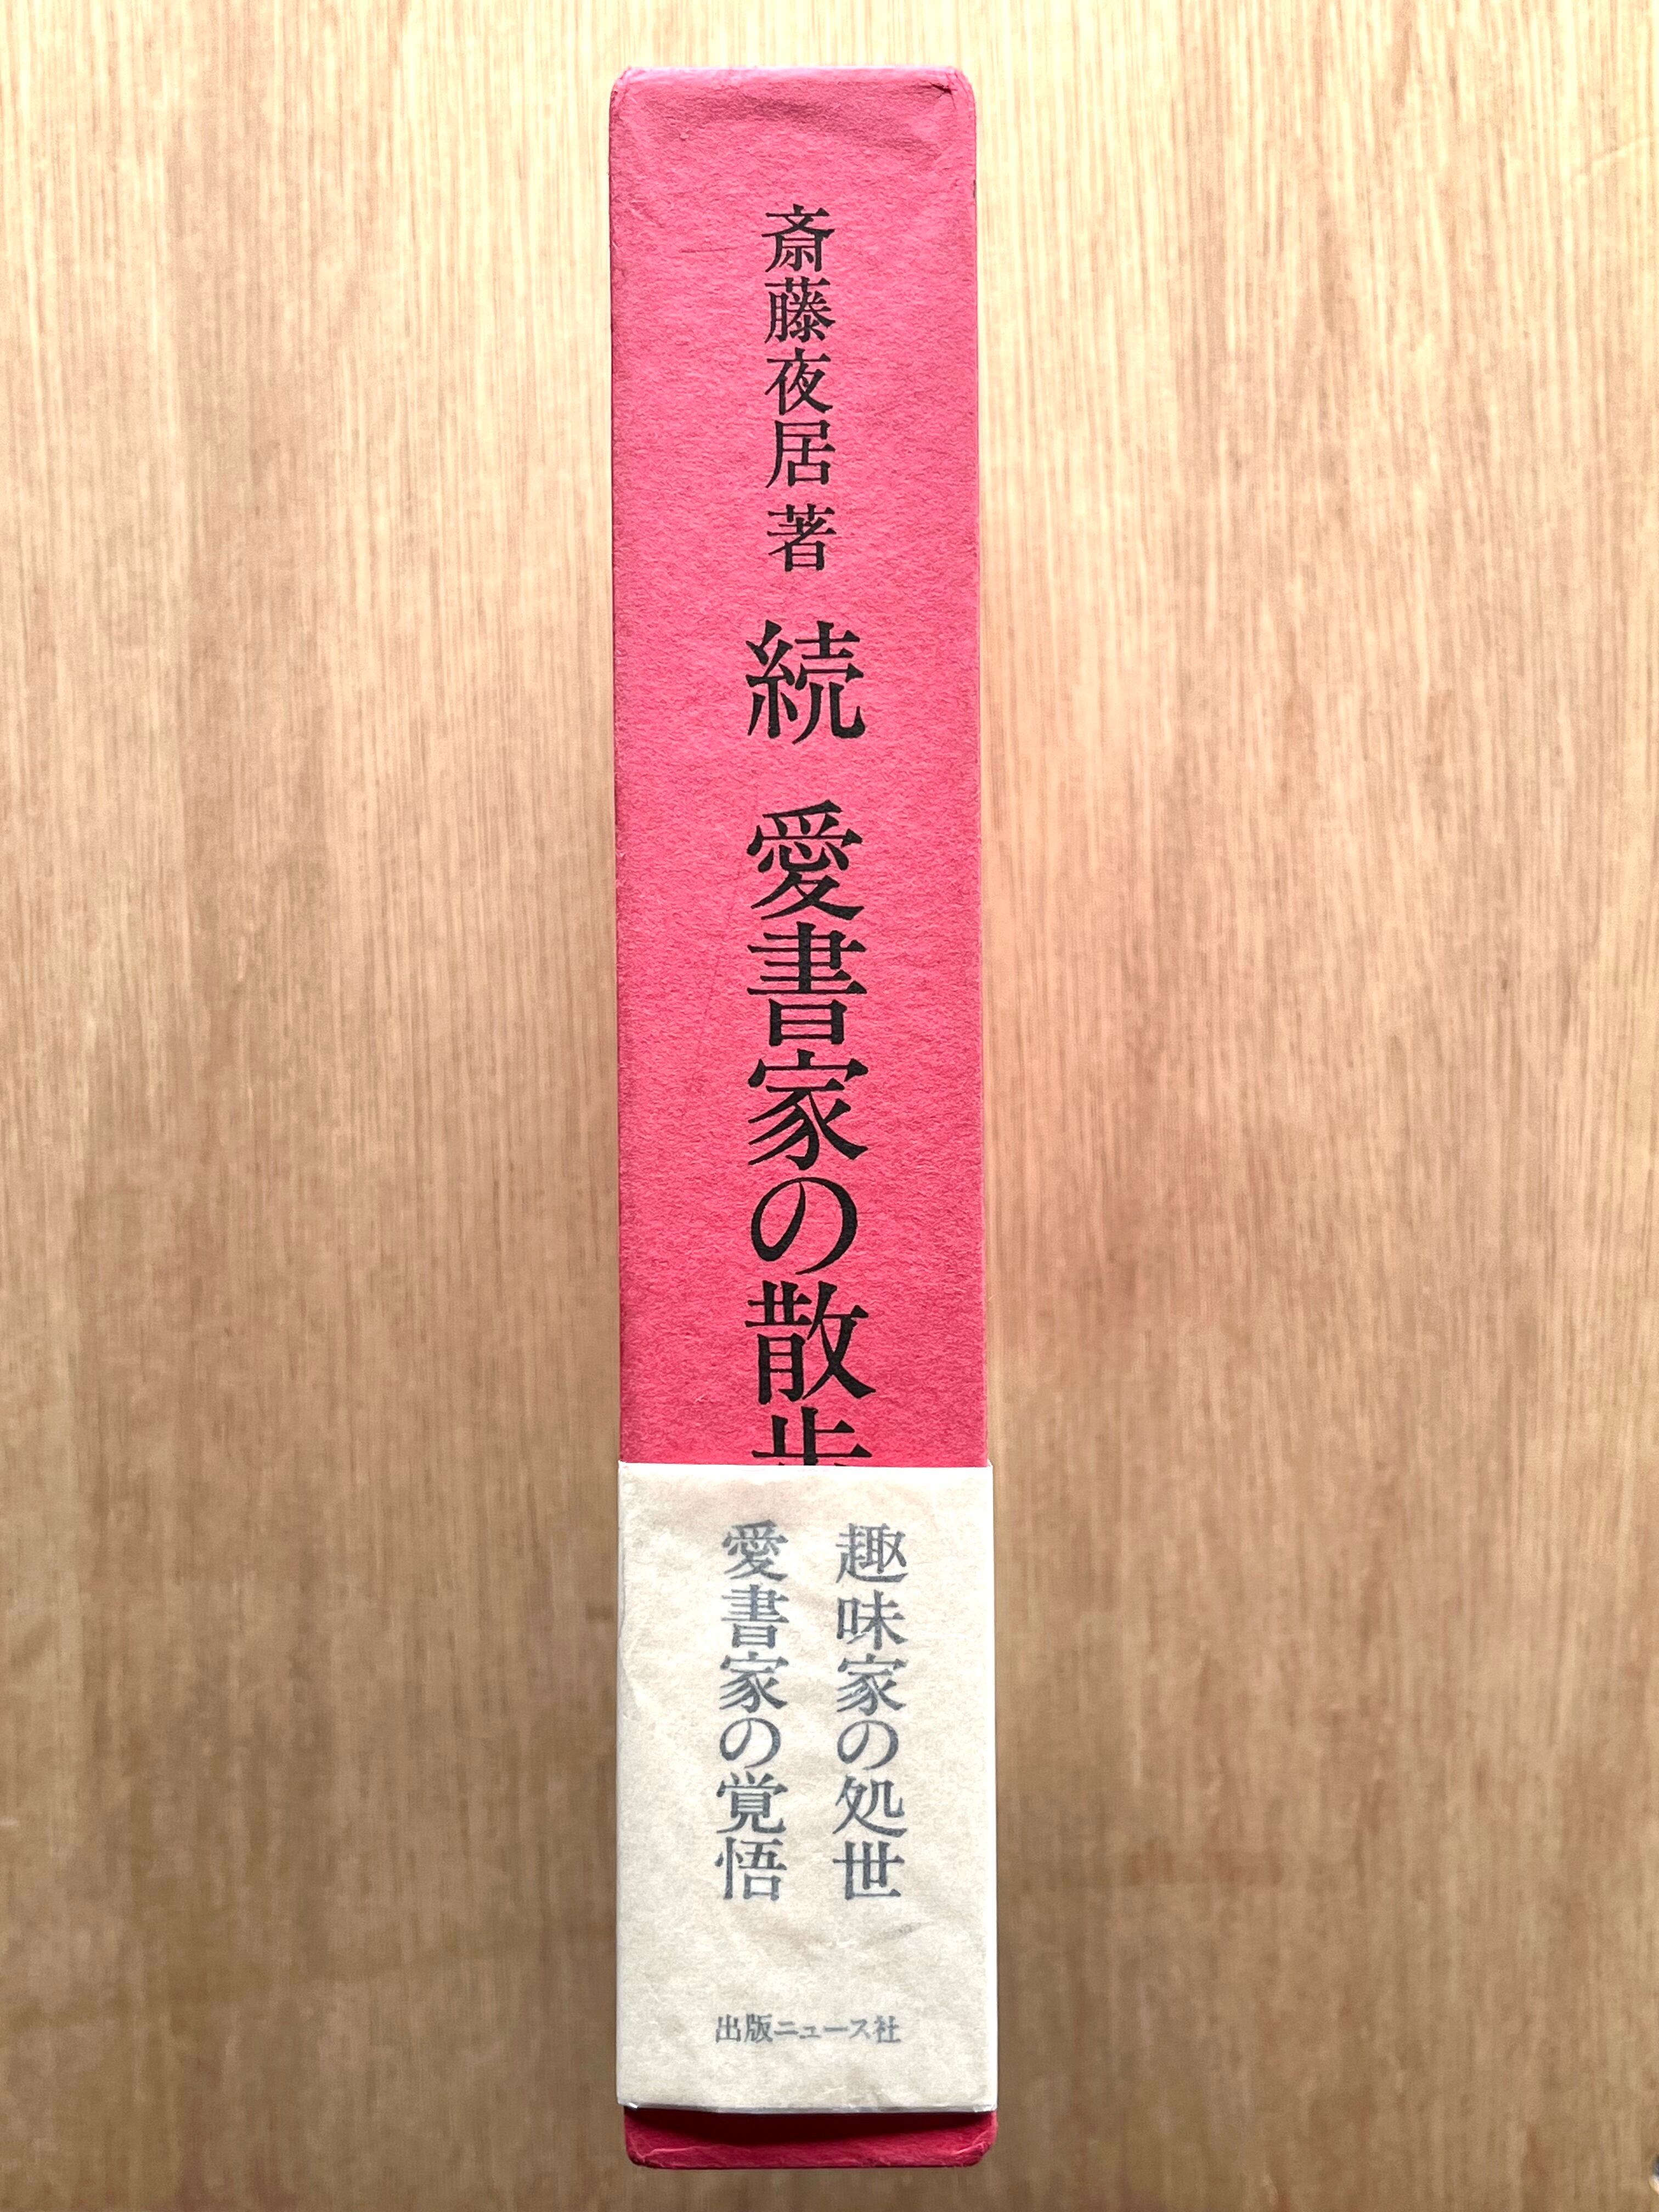 斎藤夜居 著
続 愛書家の散歩
趣味家の処世
愛書家の覚悟
出版ニュース社